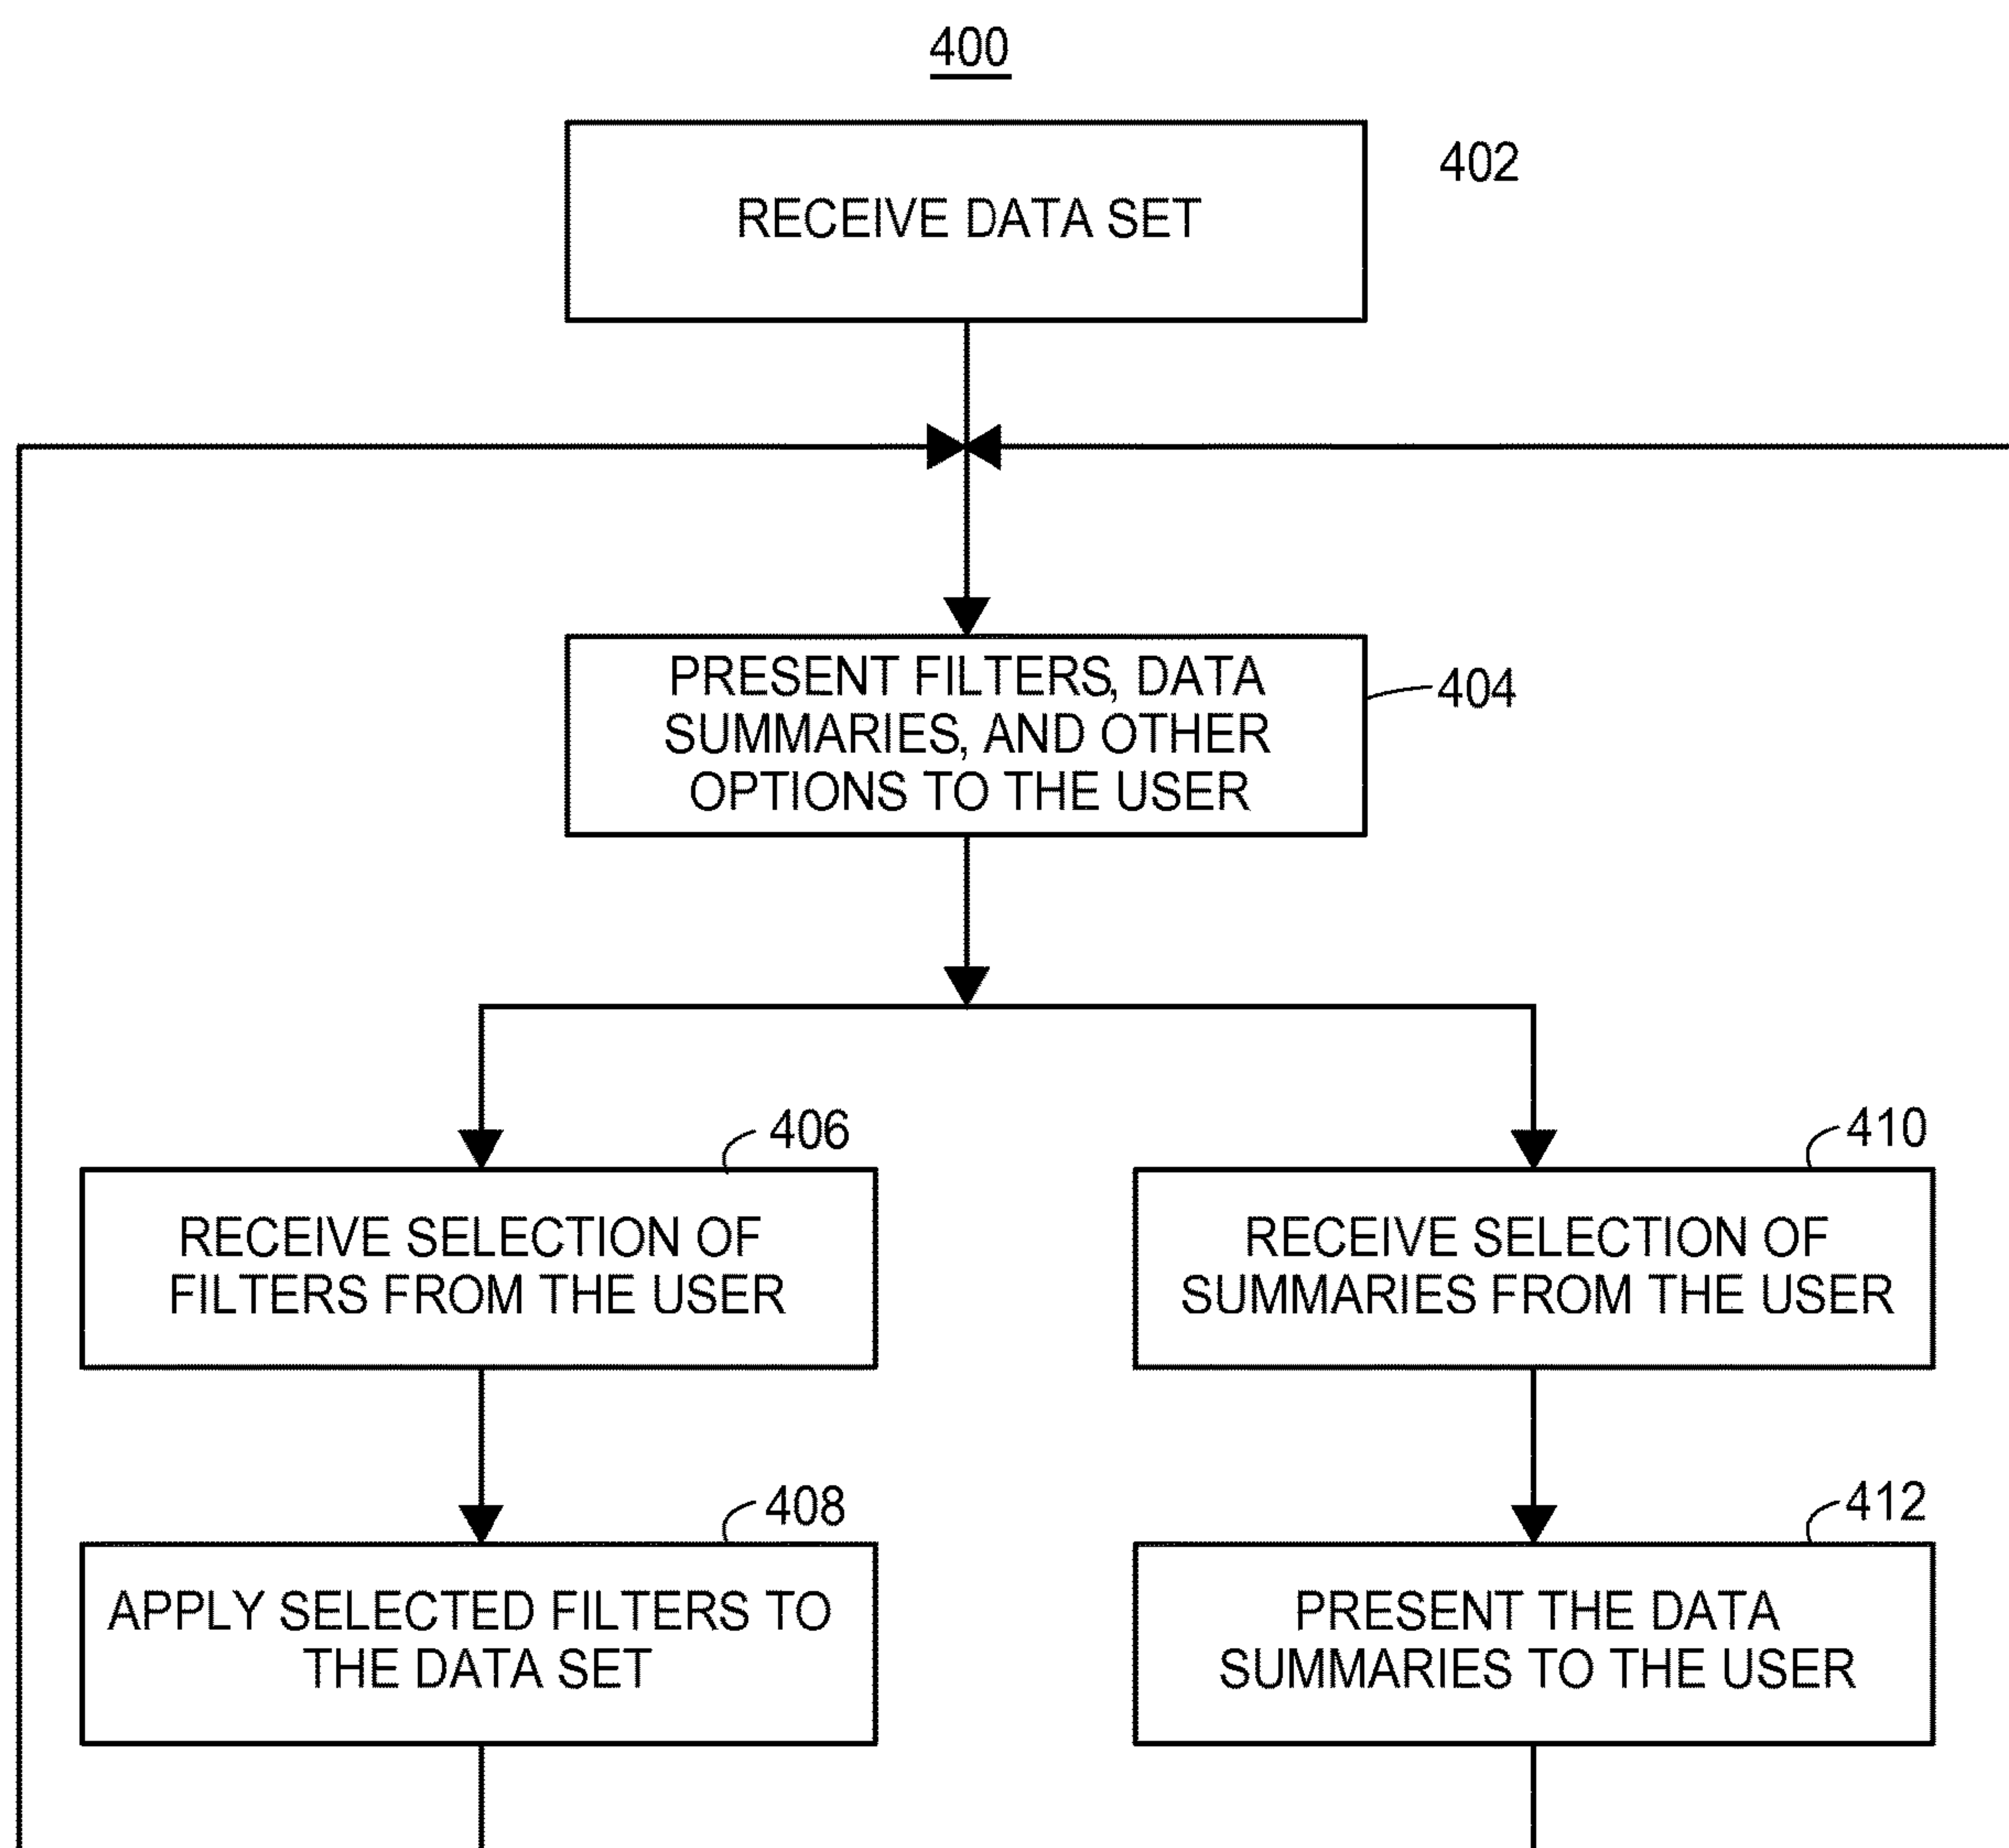 400
RECEIVE DATA SET
402
PRESENT FILTERS, DATA
SUMMARIES, AND OTHER
OPTIONS TO THE USER
404
406
RECEIVE SELECTION OF
FILTERS FROM THE USER
410
RECEIVE SELECTION OF
SUMMARIES FROM THE USER
408
APPLY SELECTED FILTERS TO
THE DATA SET
412
PRESENT THE DATA
SUMMARIES TO THE USER